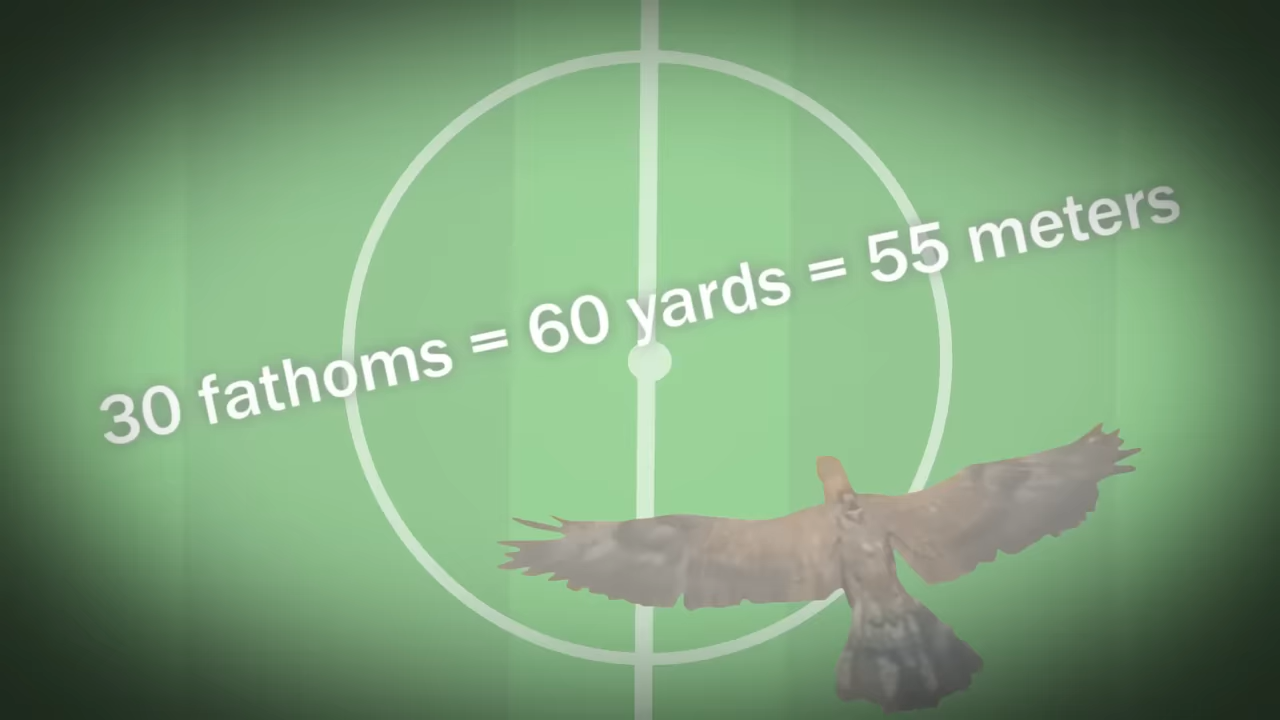 30 fathoms = 60 yards = 55 meters